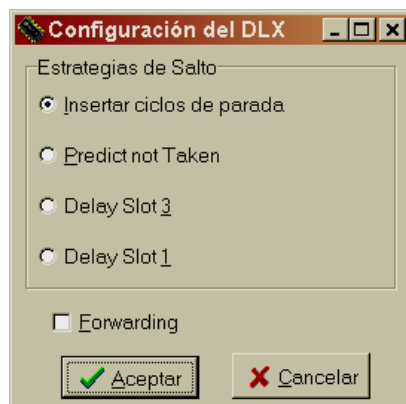 Configuración del DLX
Estrategias de Salto
Insertar ciclos de parada
Predict not Taken
Delay Slot 3
Delay Slot 1
Forwarding
Aceptar
Cancelar